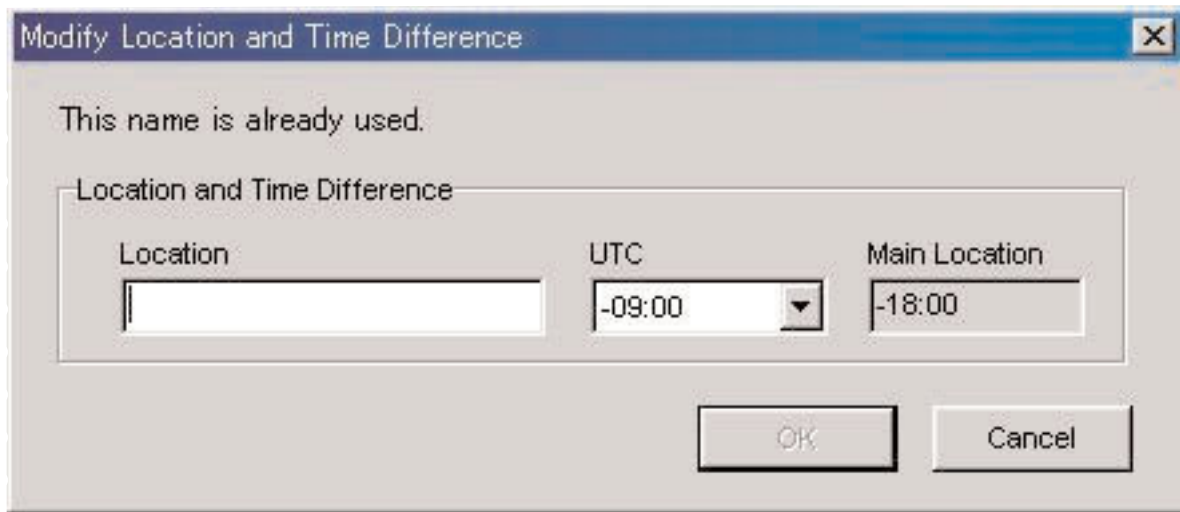 Modify Location and Time Difference
This name is already used.
Location and Time Difference
Location UTC Main Location
-09:00 -18:00
OK Cancel